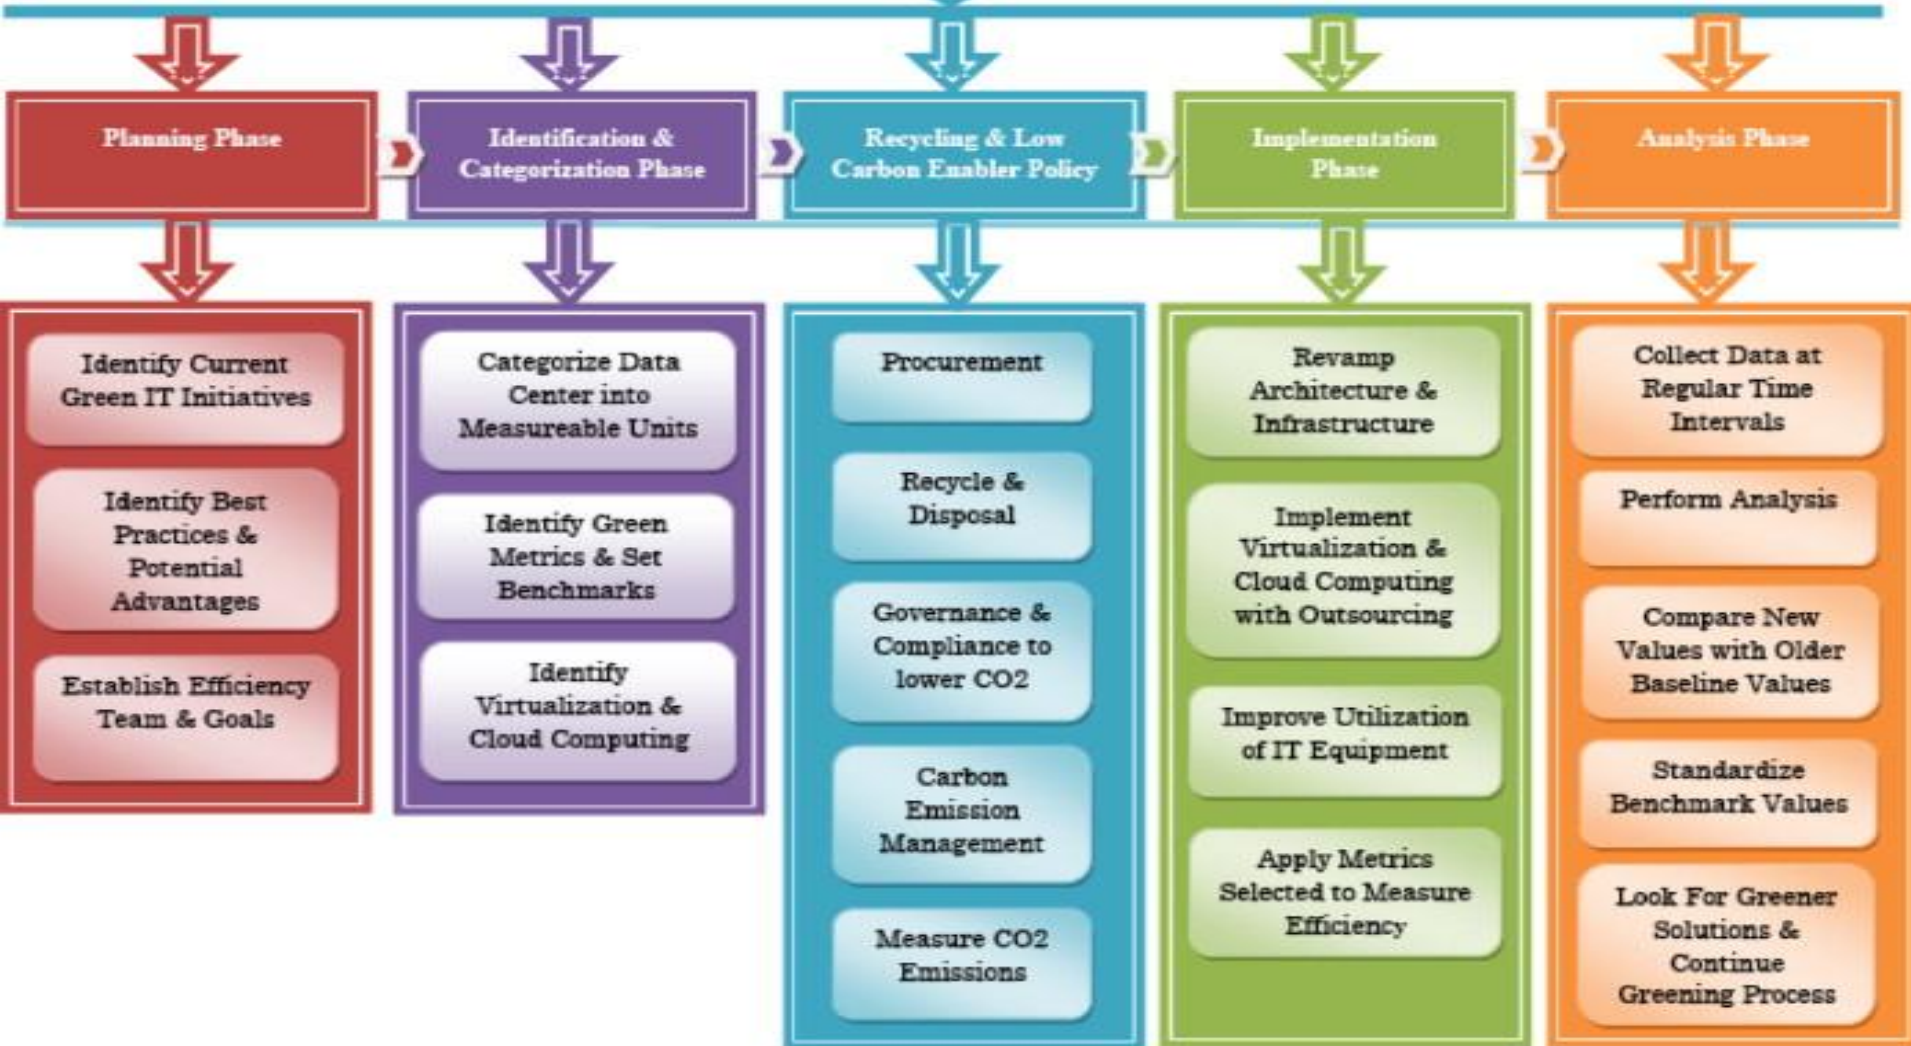 Planning Phase
Identification &
Categorization Phase
Recycling & Low
Carbon Enabler Policy
Implementation
Phase
Analysis Phase
Identify Current
Green IT Initiatives
Identify Best
Practices &
Potential
Advantages
Establish Efficiency
Team & Goals
Categorize Data
Center into
Measureable Units
Identify Green
Metrics & Set
Benchmarks
Identify
Virtualization &
Cloud Computing
Procurement
Recycle &
Disposal
Governance &
Compliance to
lower CO2
Carbon
Emission
Management
Measure CO2
Emissions
Revamp
Architecture &
Infrastructure
Implement
Virtualization &
Cloud Computing
with Outsourcing
Improve Utilization
of IT Equipment
Apply Metrics
Selected to Measure
Efficiency
Collect Data at
Regular Time
Intervals
Perform Analysis
Compare New
Values with Older
Baseline Values
Standardize
Benchmark Values
Look For Greener
Solutions &
Continue
Greening Process